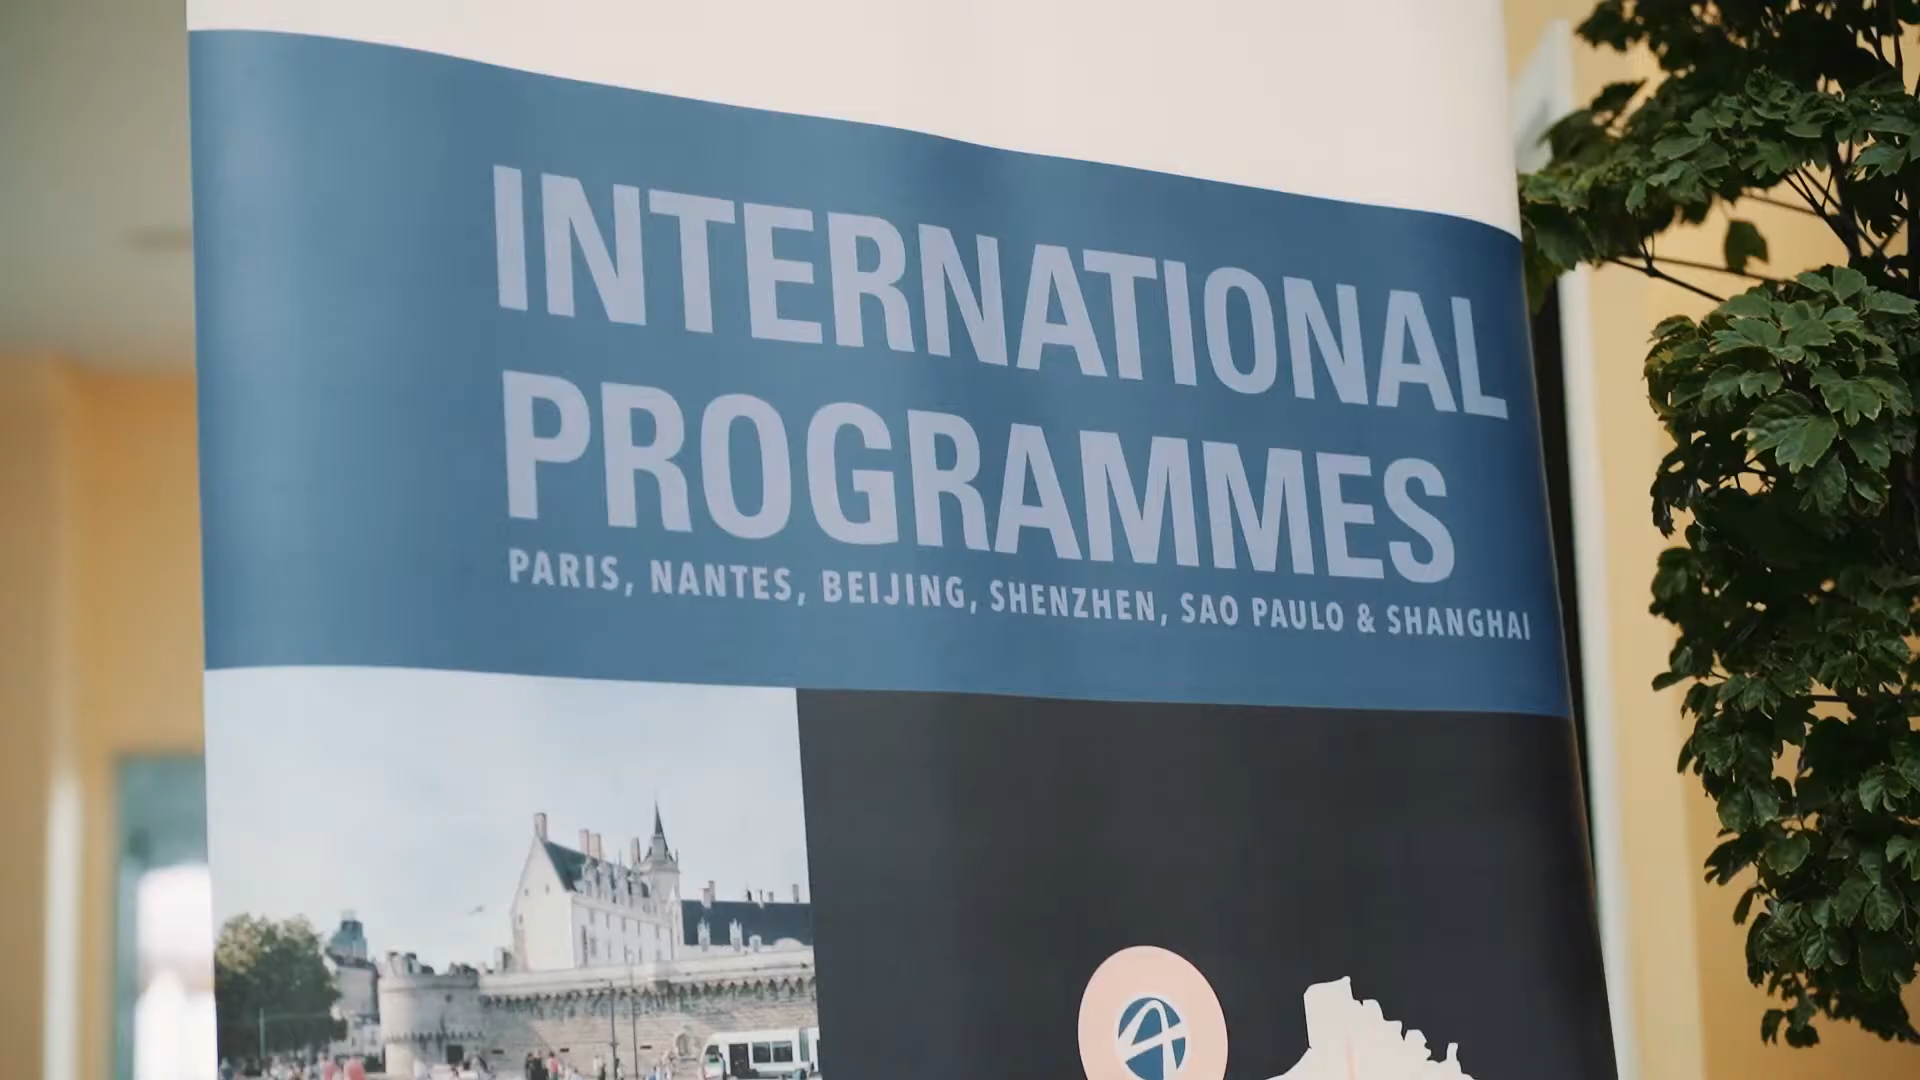 INTERNATIONAL
PROGRAMMES
PARIS, NANTES, BEIJING, SHENZHEN, SAO PAULO & SHANGHAI